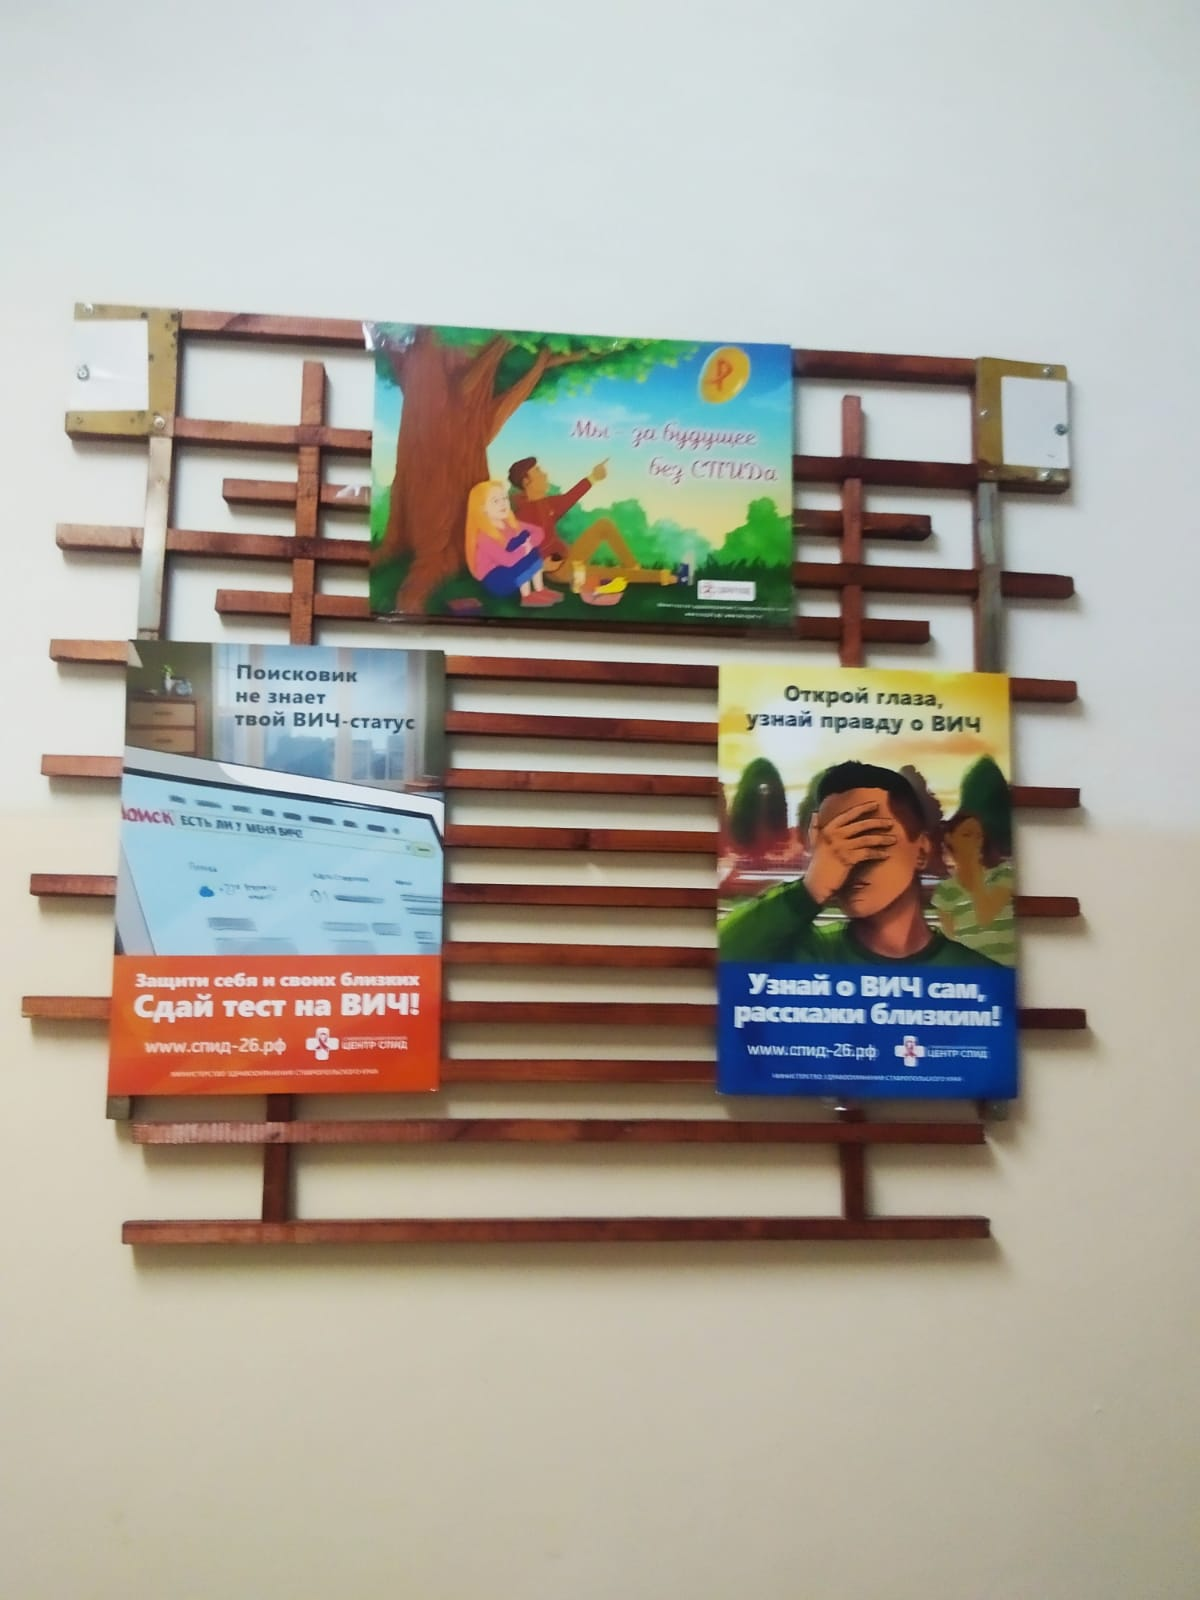 Мы - за будущее
без СПИДа
Поисковик
не знает
твой ВИЧ-статус
ПОИСК ЕСТЬ ЛИ У МЕНЯ ВИЧ?
Защити себя и своих близких
Сдай тест на ВИЧ!
www.спид-26.рф
ЦЕНТР СПИД
МИНИСТЕРСТВО ЗДРАВООХРАНЕНИЯ СТАВРОПОЛЬСКОГО КРАЯ
Открой глаза,
узнай правду о ВИЧ
Узнай о ВИЧ сам,
расскажи близким!
www.спид-26.рф
ЦЕНТР СПИД
МИНИСТЕРСТВО ЗДРАВООХРАНЕНИЯ СТАВРОПОЛЬСКОГО КРАЯ